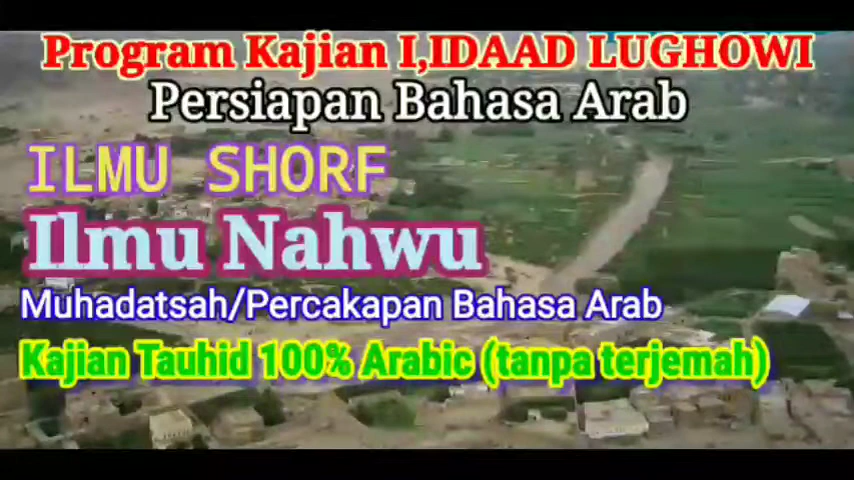 Program Kajian I,IDAAD LUGHOWI
Persiapan Bahasa Arab
ILMU SHORF
Ilmu Nahwu
Muhadatsah/Percakapan Bahasa Arab
Kajian Tauhid 100% Arabic (tanpa terjemah)